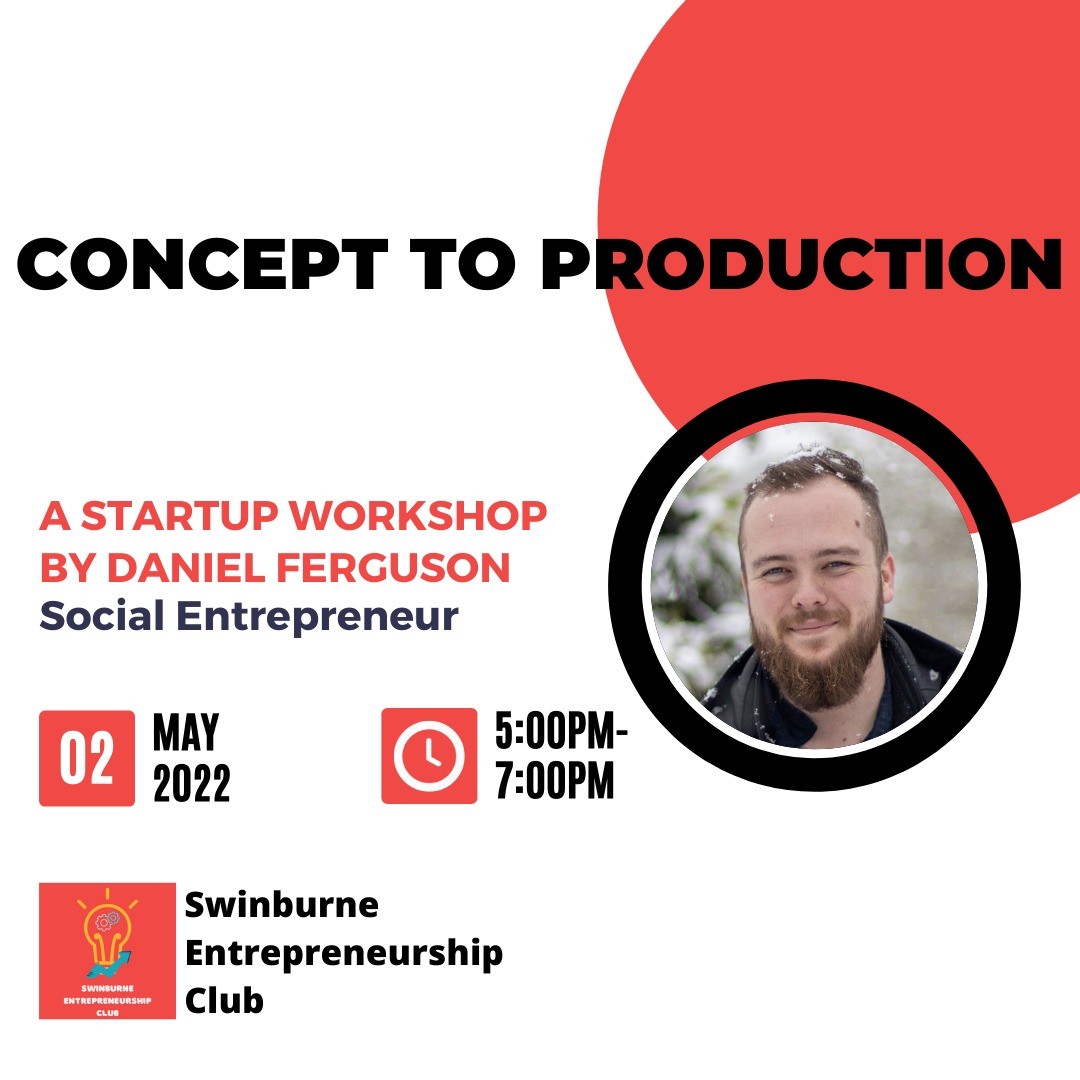 CONCEPT TO PRODUCTION
A STARTUP WORKSHOP
BY DANIEL FERGUSON
Social Entrepreneur
02
MAY
2022
5:00PM-
7:00PM
SWINBURNE
ENTREPRENEURSHIP
CLUB
Swinburne
Entrepreneurship
Club